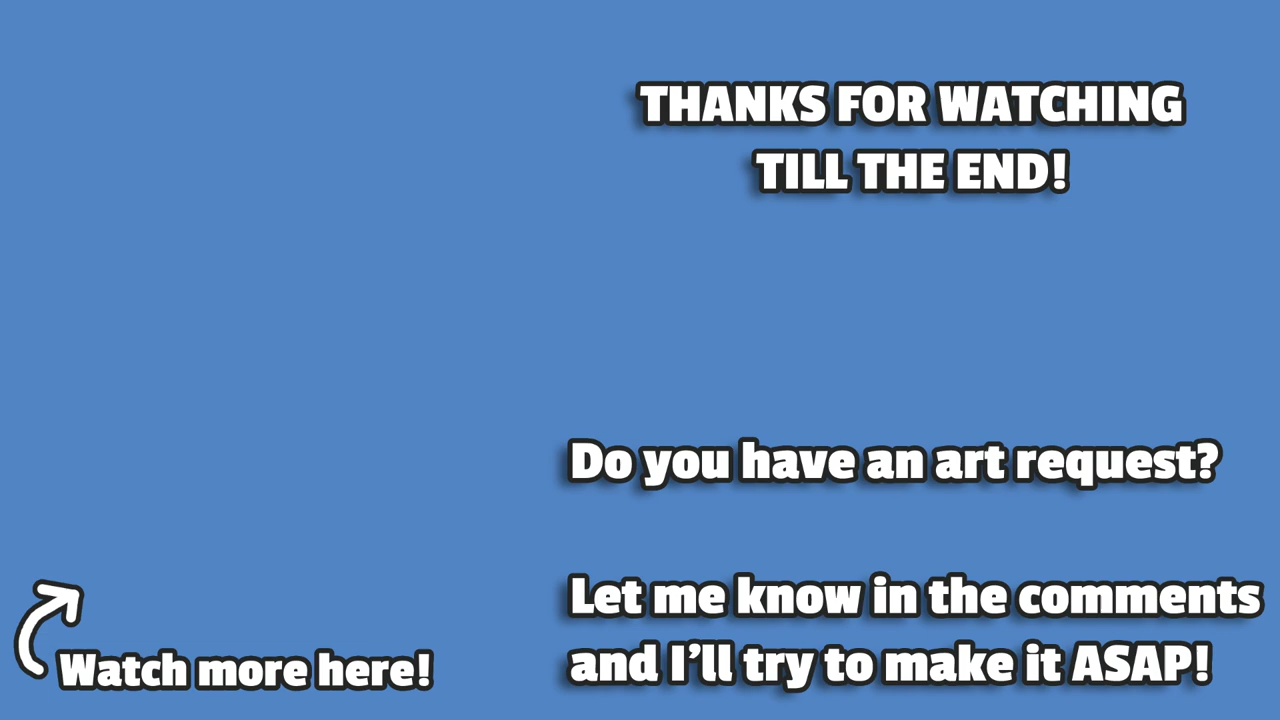 THANKS FOR WATCHING
TILL THE END!
Do you have an art request?
Let me know in the comments
and I’ll try to make it ASAP!
Watch more here!